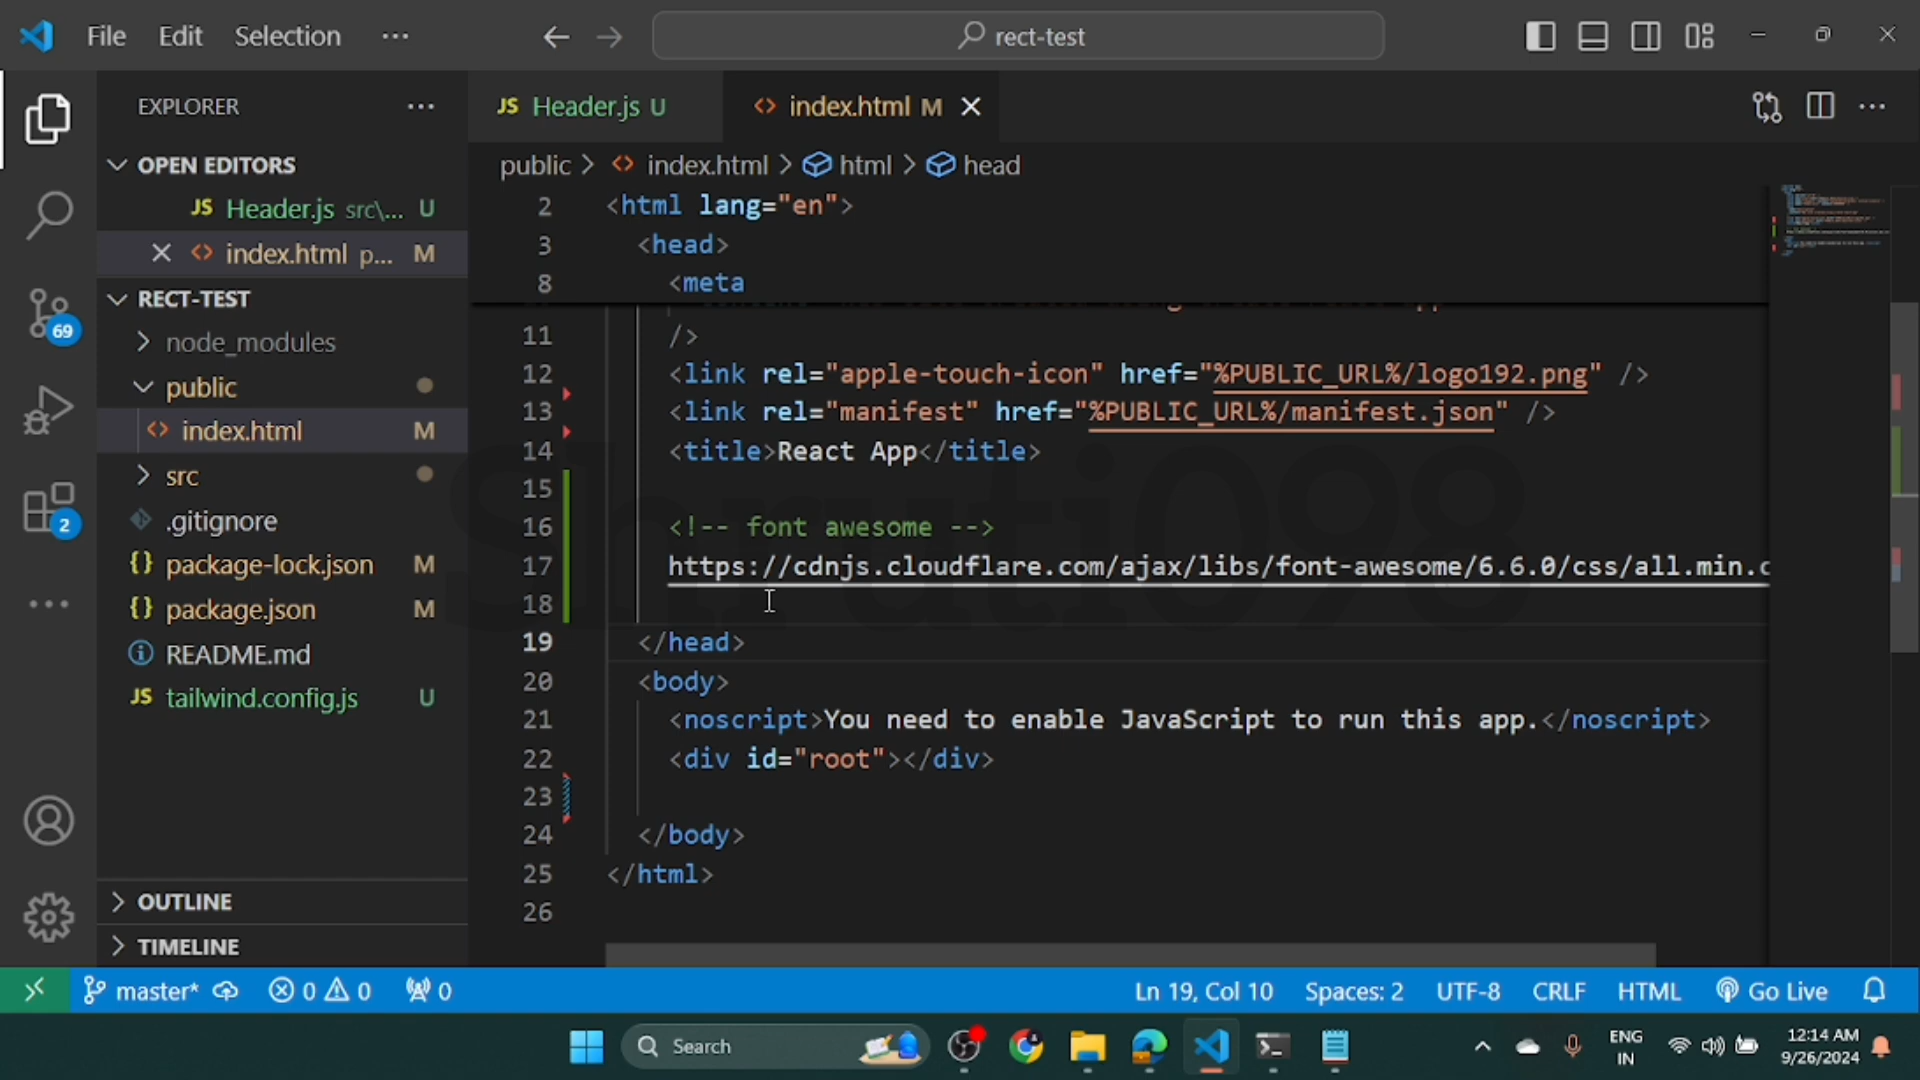 File Edit Selection ···
rect-test
EXPLORER ···
JS Header.js U
<> index.html M
OPEN EDITORS
JS Header.js src\... U
<> index.html p... M
public > <> index.html > html > head
RECT-TEST
node_modules
public
<> index.html M
src
.gitignore
{} package-lock.json M
{} package.json M
README.md
JS tailwind.config.js U
OUTLINE
TIMELINE
69
2
2 <html lang="en">
3 <head>
8 <meta
11 />
12 <link rel="apple-touch-icon" href="%PUBLIC_URL%/logo192.png" />
13 <link rel="manifest" href="%PUBLIC_URL%/manifest.json" />
14 <title>React App</title>
15
16 <!-- font awesome -->
17 https://cdnjs.cloudflare.com/ajax/libs/font-awesome/6.6.0/css/all.min.c
18
19 </head>
20 <body>
21 <noscript>You need to enable JavaScript to run this app.</noscript>
22 <div id="root"></div>
23
24 </body>
25 </html>
26
Shruti098
master* 0 0 0
Ln 19, Col 10 Spaces: 2 UTF-8 CRLF HTML Go Live
Search
ENG
IN
12:14 AM
9/26/2024